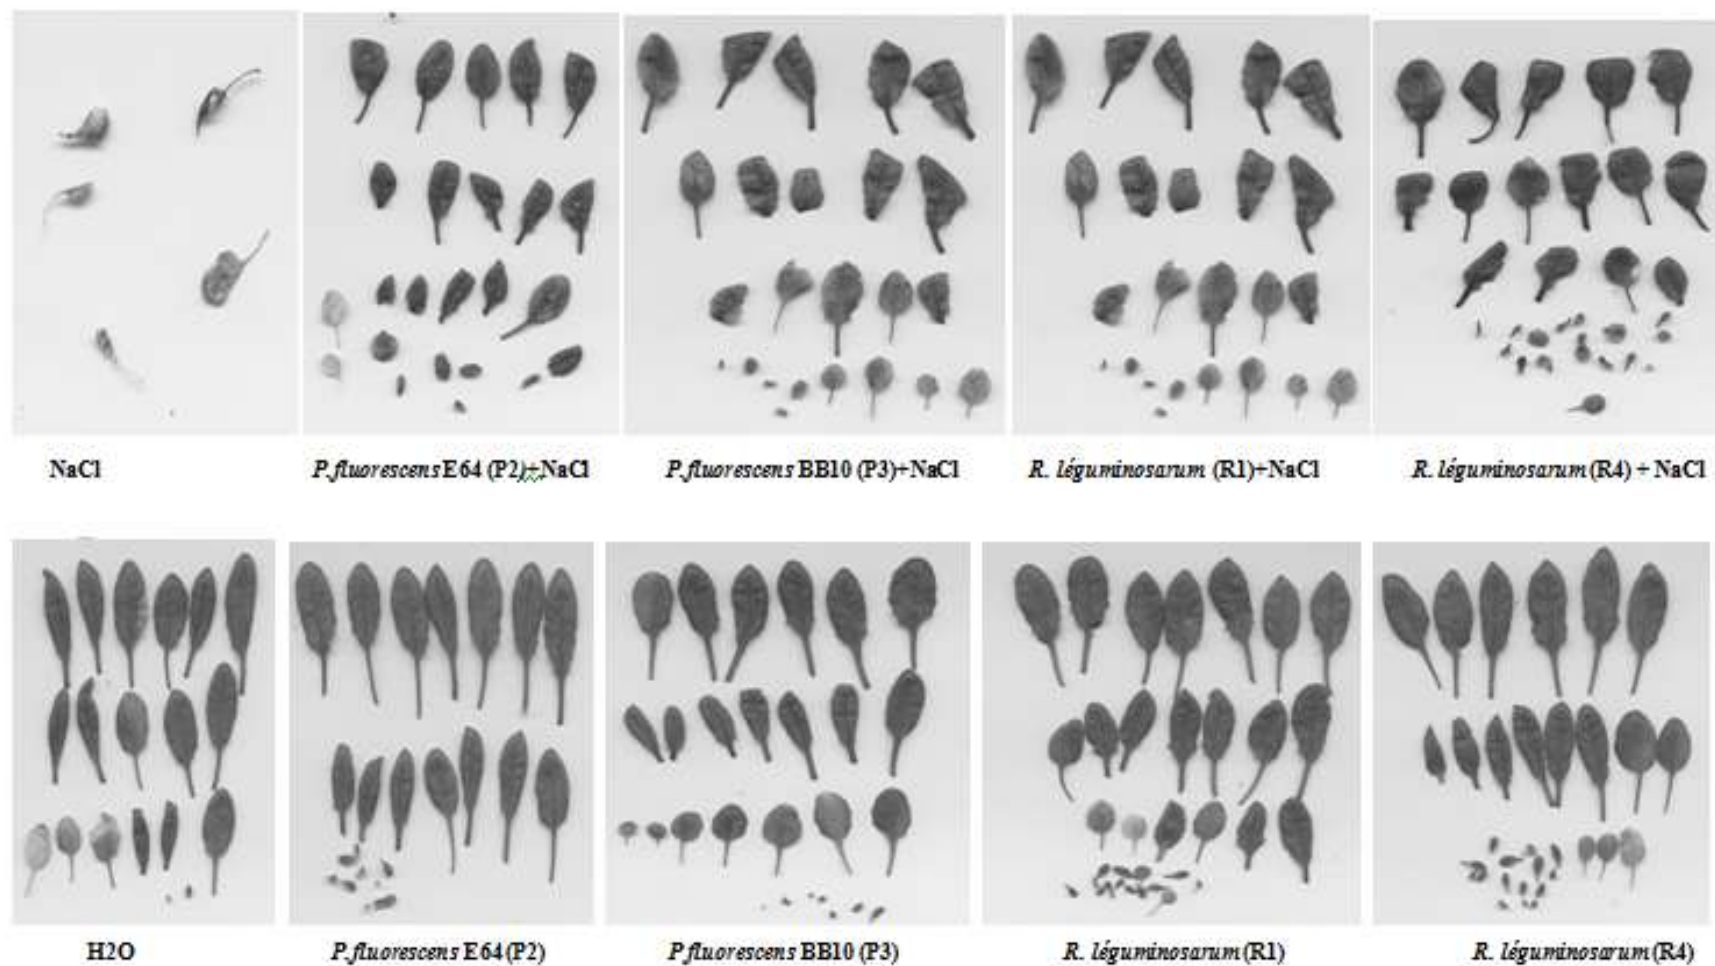 NaCl
P.fluorescens E64 (P2)+NaCl
P.fluorescens BB10 (P3)+NaCl
R. léguminosarum (R1)+NaCl
R. léguminosarum (R4) + NaCl
H2O
P.fluorescens E64 (P2)
P.fluorescens BB10 (P3)
R. léguminosarum (R1)
R. léguminosarum (R4)